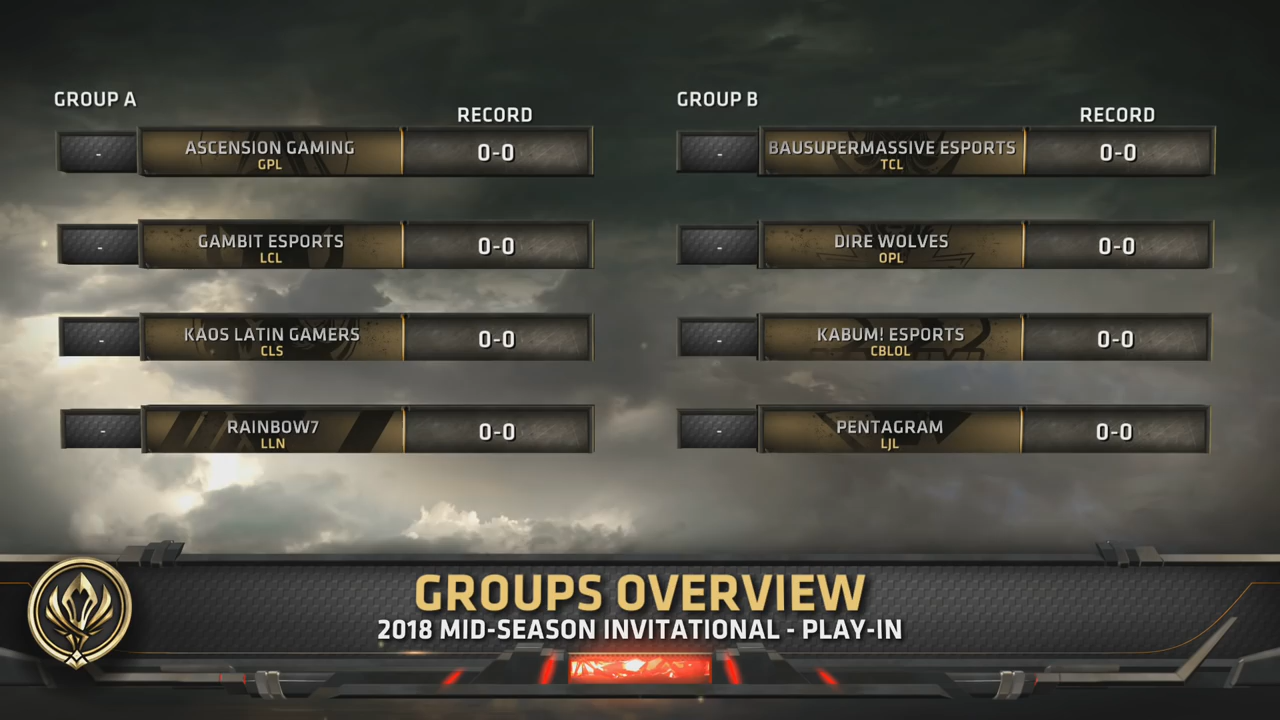 GROUP A
RECORD
-
ASCENSION GAMING
GPL
0-0
-
GAMBIT ESPORTS
LCL
0-0
-
KAOS LATIN GAMERS
CLS
0-0
-
RAINBOW7
LLN
0-0
GROUP B
RECORD
-
BAUSUPERMASSIVE ESPORTS
TCL
0-0
-
DIRE WOLVES
OPL
0-0
-
KABUM! ESPORTS
CBLOL
0-0
-
PENTAGRAM
LJL
0-0
GROUPS OVERVIEW
2018 MID-SEASON INVITATIONAL - PLAY-IN